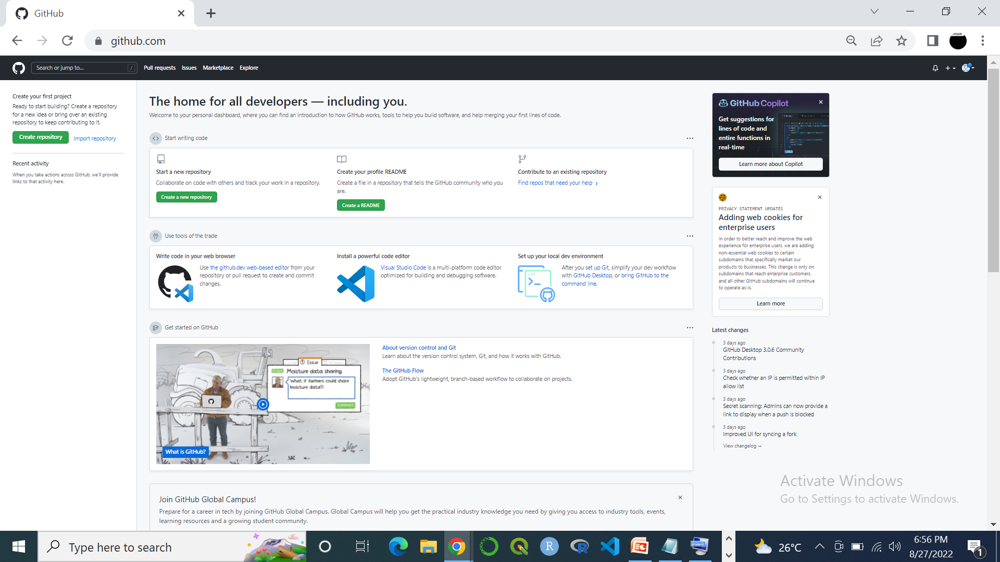 GitHub
github.com
Search or jump to...
/
Pull requests
Issues
Marketplace
Explore
Create your first project
Ready to start building? Create a repository
for a new idea or bring over an existing
repository to keep contributing to it.
Create repository
Import repository
Recent activity
When you take actions across GitHub, we'll provide
links to that activity here.
The home for all developers — including you.
Welcome to your personal dashboard, where you can find an introduction to how GitHub works, tools to help you build software, and help merging your first lines of code.
Start writing code
Start a new repository
Collaborate on code with others and track your work in a repository.
Create a new repository
Create your profile README
Create a file in a repository that tells the GitHub community who you
are.
Create a README
Contribute to an existing repository
Find repos that need your help
Use tools of the trade
Write code in your web browser
Use the github.dev web-based editor from your
repository or pull request to create and commit
changes.
Install a powerful code editor
Visual Studio Code is a multi-platform code editor
optimized for building and debugging software.
Set up your local dev environment
After you set up Git, simplify your dev workflow
with GitHub Desktop, or bring GitHub to the
command line.
Get started on GitHub
Issue
Open
Moisture data sharing
What if farmers could share
moisture data?!
Comment
What is GitHub?
About version control and Git
Learn about the version control system, Git, and how it works with GitHub.
The GitHub Flow
Adopt GitHub's lightweight, branch-based workflow to collaborate on projects.
Join GitHub Global Campus!
Prepare for a career in tech by joining GitHub Global Campus. Global Campus will help you get the practical industry knowledge you need by giving you access to industry tools, events,
learning resources and a growing student community.
GitHub Copilot
Get suggestions for
lines of code and
entire functions in
real-time
Learn more about Copilot
PRIVACY STATEMENT UPDATES
Adding web cookies for
enterprise users
In order to better reach and improve the web
experience for enterprise users, we are adding
non-essential web cookies to certain
subdomains that specifically market our
products to businesses. This change is only on
subdomains that reach enterprise customers,
and all other GitHub subdomains will continue
to operate as-is.
Learn more
Latest changes
3 days ago
GitHub Desktop 3.0.6 Community
Contributions
3 days ago
Check whether an IP is permitted within IP
allow list
3 days ago
Secret scanning: Admins can now provide a
link to display when a push is blocked
3 days ago
Improved UI for syncing a fork
View changelog →
Activate Windows
Go to Settings to activate Windows.
Type here to search
26°C
6:56 PM
8/27/2022
1